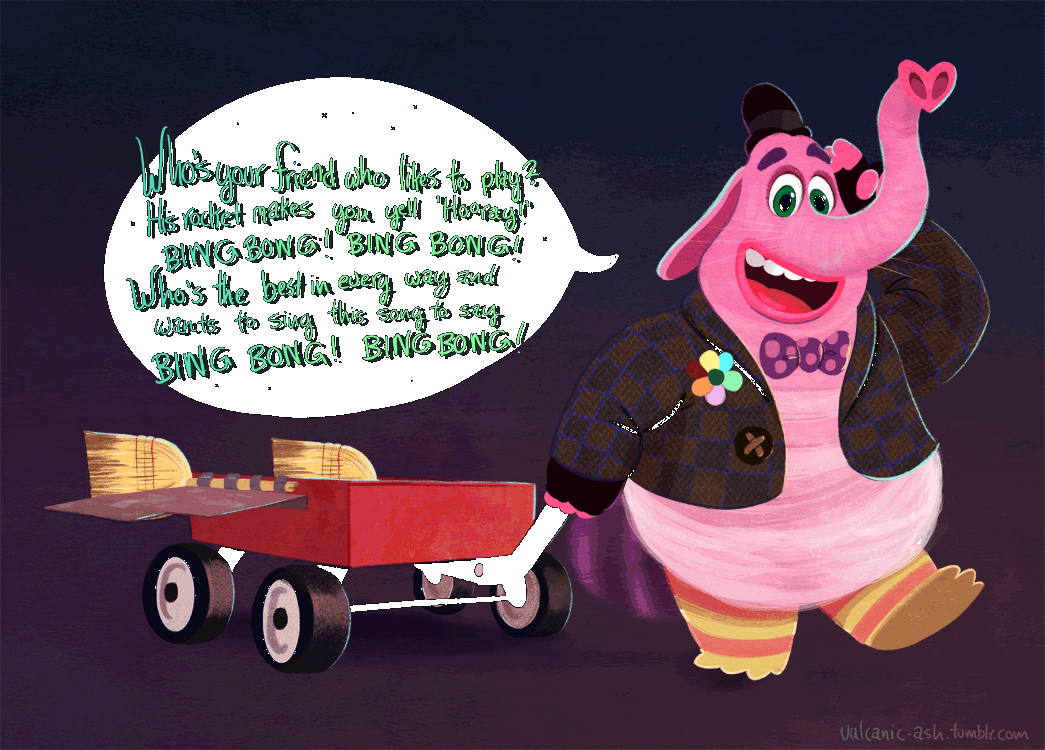 Who's your friend who likes to play?
His rocket makes you yell "Hooray!"
BING BONG! BING BONG!
Who's the best in every way and
wants to sing this song to say
BING BONG! BING BONG!
vulcanic-ash.tumblr.com